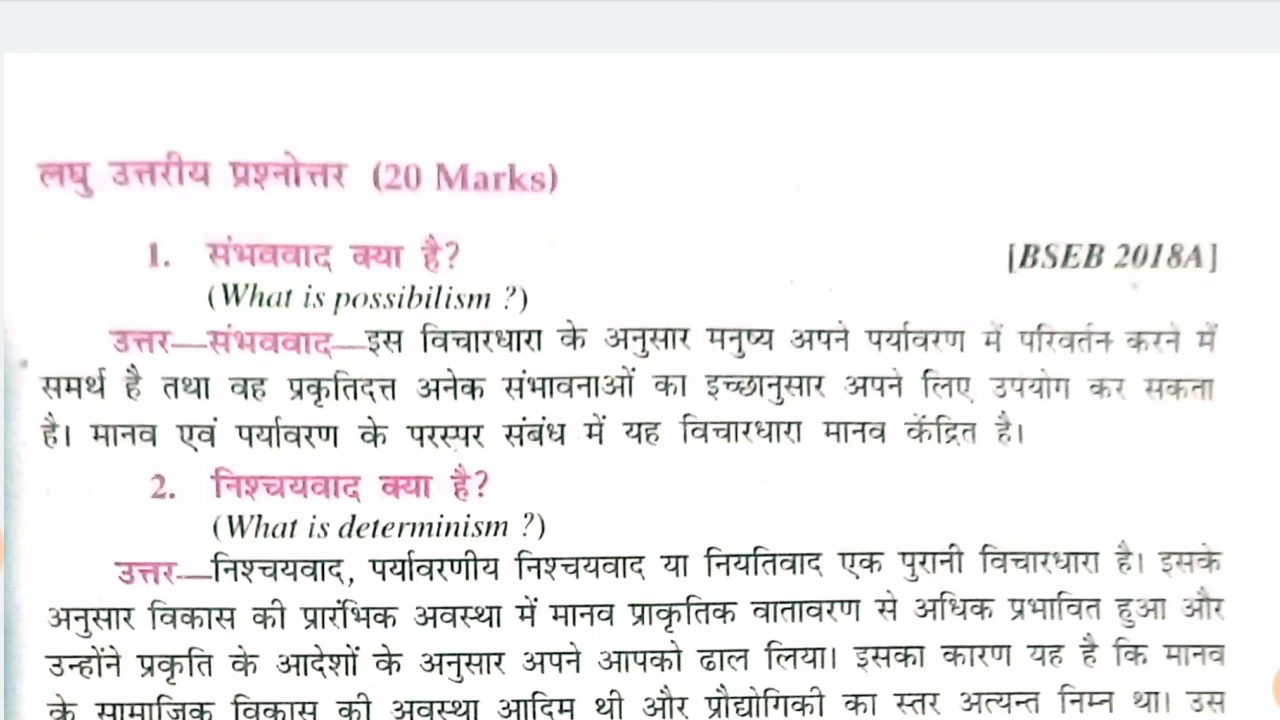 लघु उत्तरीय प्रश्नोत्तर (20 Marks)
1. संभववाद क्या है? [BSEB 2018A]
(What is possibilism ?)
उत्तर—संभववाद—इस विचारधारा के अनुसार मनुष्य अपने पर्यावरण में परिवर्तन करने में
समर्थ है तथा वह प्रकृतिदत्त अनेक संभावनाओं का इच्छानुसार अपने लिए उपयोग कर सकता
है। मानव एवं पर्यावरण के परस्पर संबंध में यह विचारधारा मानव केंद्रित है।
2. निश्चयवाद क्या है?
(What is determinism ?)
उत्तर—निश्चयवाद, पर्यावरणीय निश्चयवाद या नियतिवाद एक पुरानी विचारधारा है। इसके
अनुसार विकास की प्रारंभिक अवस्था में मानव प्राकृतिक वातावरण से अधिक प्रभावित हुआ और
उन्होंने प्रकृति के आदेशों के अनुसार अपने आपको ढाल लिया। इसका कारण यह है कि मानव
के सामाजिक विकास की अवस्था आदिम थी और प्रौद्योगिकी का स्तर अत्यन्त निम्न था। उस